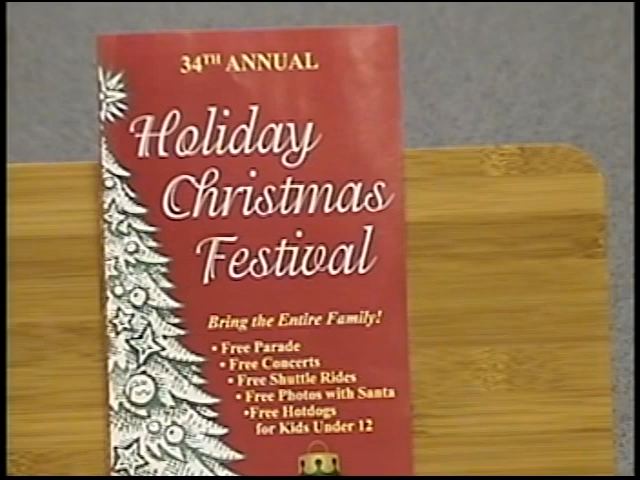 34TH ANNUAL
Holiday
Christmas
Festival
Bring the Entire Family!
• Free Parade
• Free Concerts
• Free Shuttle Rides
• Free Photos with Santa
•Free Hotdogs
for Kids Under 12